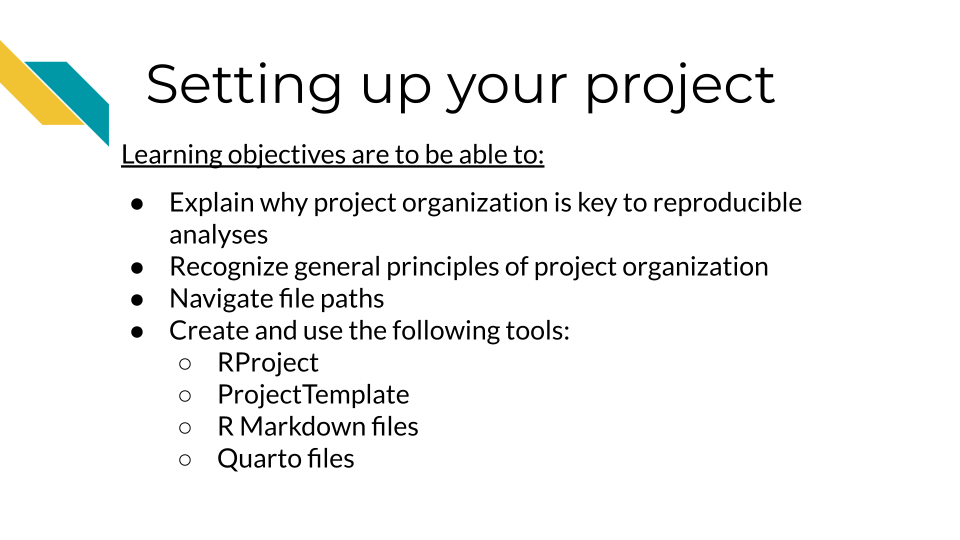 Setting up your project
Learning objectives are to be able to:
● Explain why project organization is key to reproducible
analyses
● Recognize general principles of project organization
● Navigate file paths
● Create and use the following tools:
○ RProject
○ ProjectTemplate
○ R Markdown files
○ Quarto files